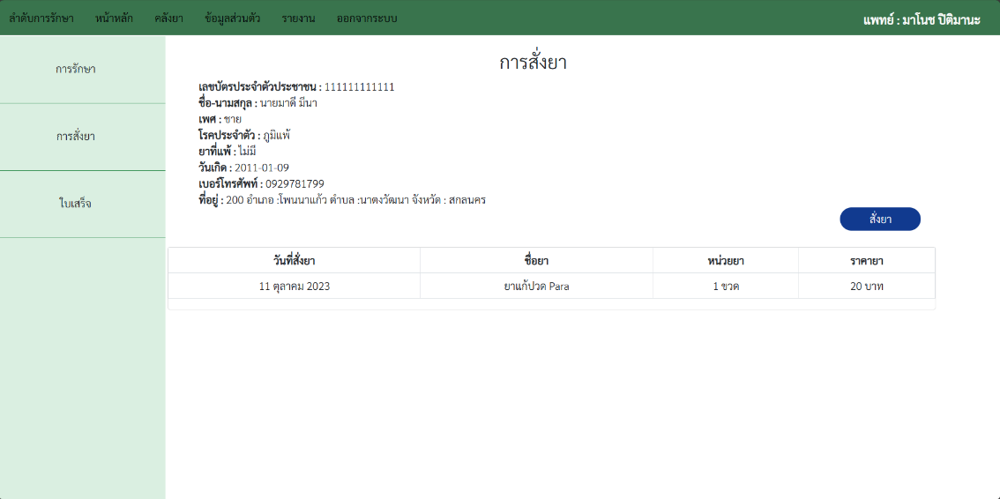 ลำดับการรักษา หน้าหลัก คลังยา ข้อมูลส่วนตัว รายงาน ออกจากระบบ แพทย์ : มาโนช ปิติมานะ
การรักษา
การสั่งยา
ใบเสร็จ
การสั่งยา
เลขบัตรประจำตัวประชาชน : 111111111111
ชื่อ-นามสกุล : นายมาดี มีนา
เพศ : ชาย
โรคประจำตัว : ภูมิแพ้
ยาที่แพ้ : ไม่มี
วันเกิด : 2011-01-09
เบอร์โทรศัพท์ : 0929781799
ที่อยู่ : 200 อำเภอ :โพนนาแก้ว ตำบล :นาตงวัฒนา จังหวัด : สกลนคร
สั่งยา
วันที่สั่งยา ชื่อยา หน่วยยา ราคายา
11 ตุลาคม 2023 ยาแก้ปวด Para 1 ขวด 20 บาท